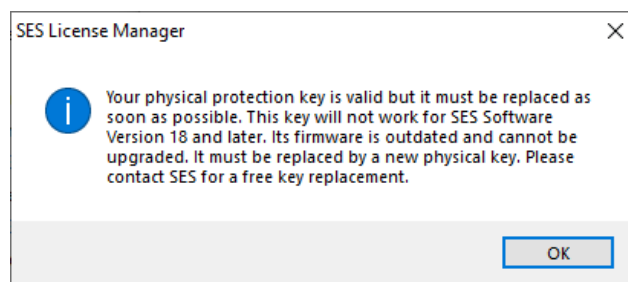 SES License Manager
Your physical protection key is valid but it must be replaced as
soon as possible. This key will not work for SES Software
Version 18 and later. Its firmware is outdated and cannot be
upgraded. It must be replaced by a new physical key. Please
contact SES for a free key replacement.
OK